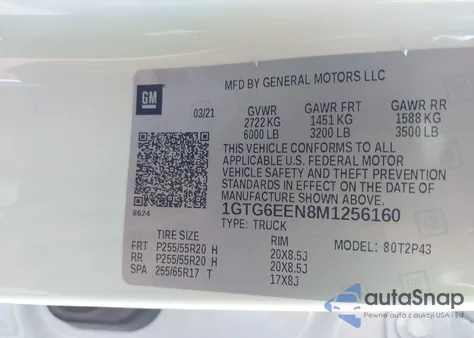 GM
MFD BY GENERAL MOTORS LLC
03/21
GVWR GAWR FRT GAWR RR
2722 KG 1451 KG 1588 KG
6000 LB 3200 LB 3500 LB
THIS VEHICLE CONFORMS TO ALL
APPLICABLE U.S. FEDERAL MOTOR
VEHICLE SAFETY AND THEFT PREVENTION
STANDARDS IN EFFECT ON THE DATE OF
MANUFACTURE SHOWN ABOVE.
8624
1GTG6EEN8M1256160
TYPE: TRUCK
TIRE SIZE RIM MODEL: 80T2P43
FRT P255/55R20 H 20X8.5J
RR P255/55R20 H 20X8.5J
SPA 255/65R17 T 17X8J
autoSnap
Pewne auto z aukcji USA i EU